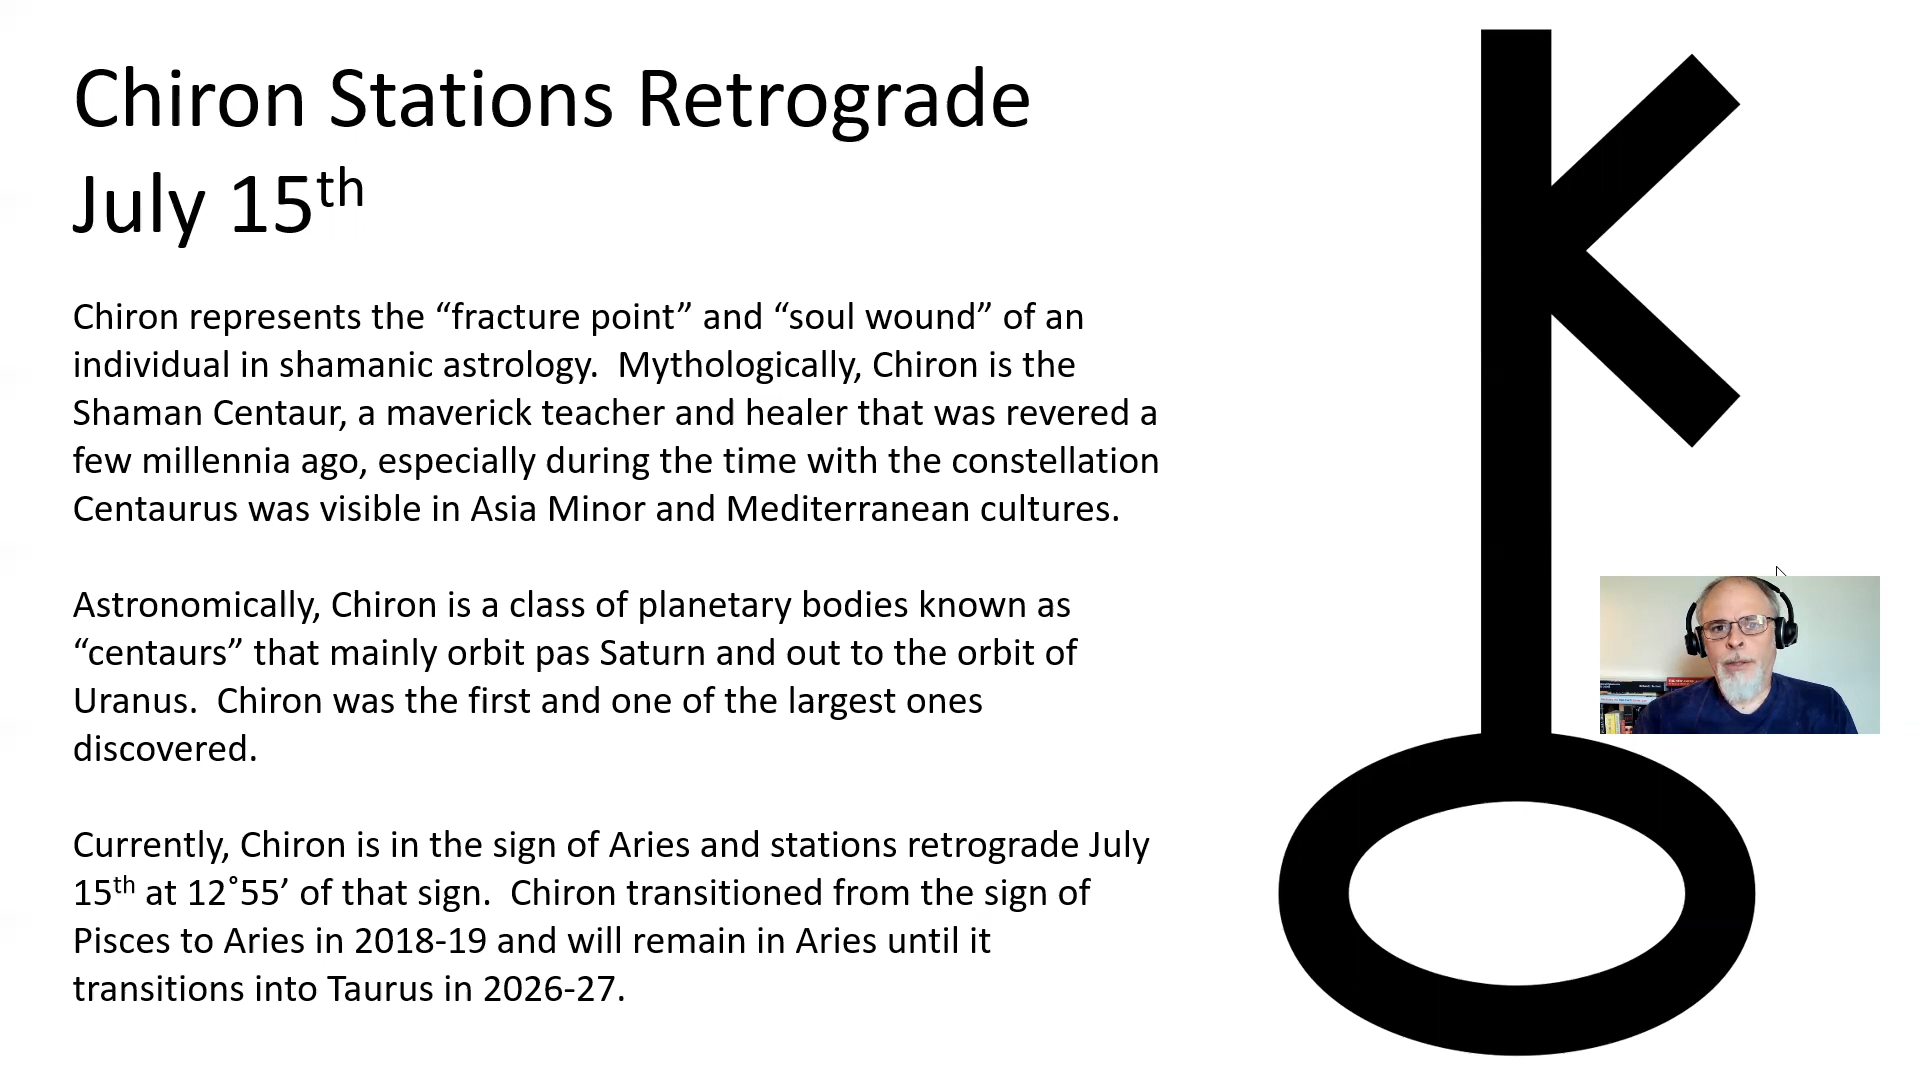 Chiron Stations Retrograde
July 15th
Chiron represents the “fracture point” and “soul wound” of an
individual in shamanic astrology.  Mythologically, Chiron is the
Shaman Centaur, a maverick teacher and healer that was revered a
few millennia ago, especially during the time with the constellation
Centaurus was visible in Asia Minor and Mediterranean cultures.
Astronomically, Chiron is a class of planetary bodies known as
“centaurs” that mainly orbit pas Saturn and out to the orbit of
Uranus.  Chiron was the first and one of the largest ones
discovered.
Currently, Chiron is in the sign of Aries and stations retrograde July
15th at 12˚55’ of that sign.  Chiron transitioned from the sign of
Pisces to Aries in 2018-19 and will remain in Aries until it
transitions into Taurus in 2026-27.